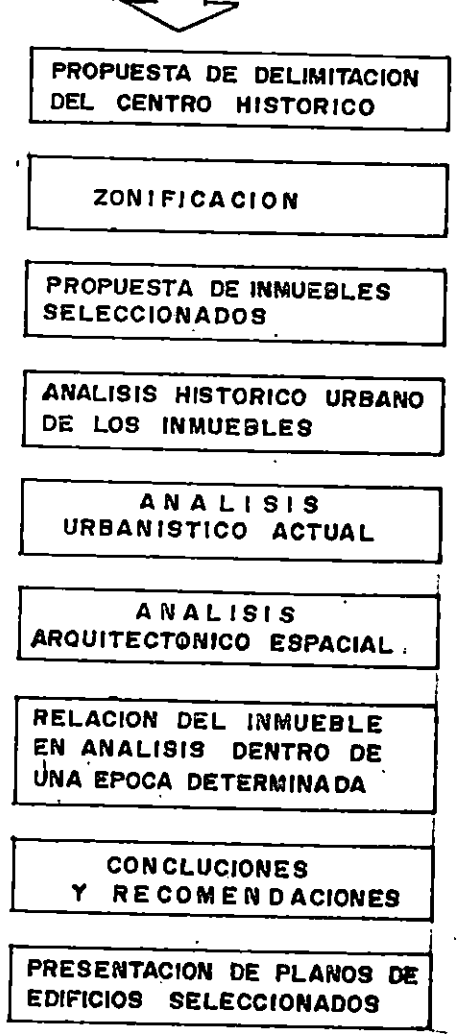 PROPUESTA DE DELIMITACION
DEL CENTRO HISTORICO
ZONIFICACION
PROPUESTA DE INMUEBLES
SELECCIONADOS
ANALISIS HISTORICO URBANO
DE LOS INMUEBLES
ANALISIS
URBANISTICO ACTUAL
ANALISIS
ARQUITECTONICO ESPACIAL.
RELACION DEL INMUEBLE
EN ANALISIS DENTRO DE
UNA EPOCA DETERMINADA
CONCLUCIONES
Y RECOMENDACIONES
PRESENTACION DE PLANOS DE
EDIFICIOS SELECCIONADOS